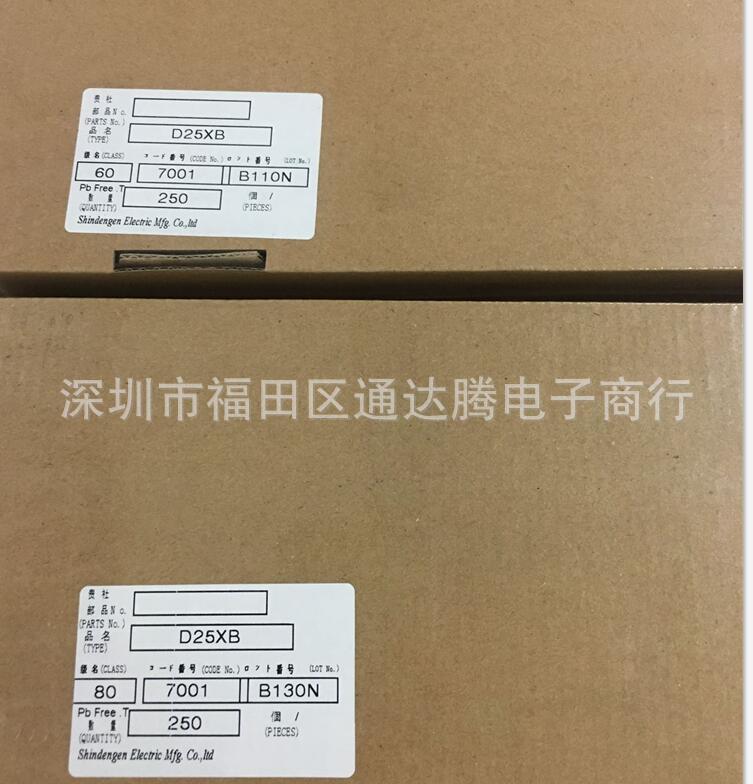 贵社
部品No.
(PARTS No.)
品名 D25XB
(TYPE)
級名(CLASS) コード番号(CODE No.) ロット番号 (LOT No.)
60 7001 B110N
Pb Free.T
数量 250 個 /
(QUANTITY) (PIECES)
Shindengen Electric Mfg. Co.,ltd
深圳市福田区通达腾电子商行
贵社
部品No.
(PARTS No.)
品名 D25XB
(TYPE)
級名(CLASS) コード番号(CODE No.) ロット番号 (LOT No.)
80 7001 B130N
Pb Free.T
数量 250 個 /
(QUANTITY) (PIECES)
Shindengen Electric Mfg. Co.,ltd